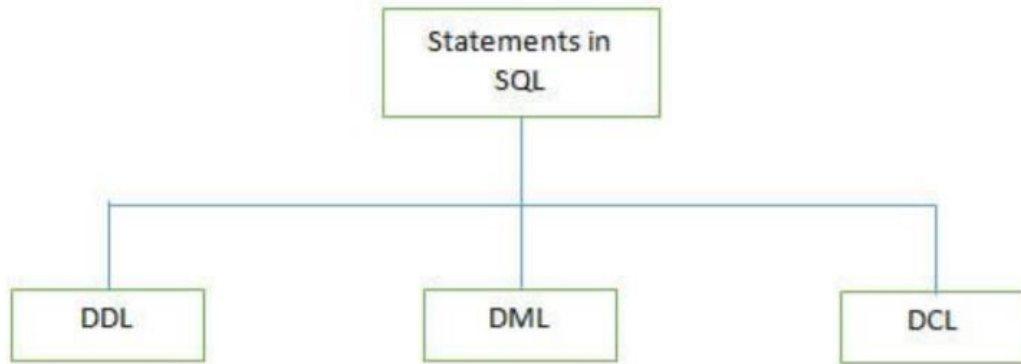 Statements in
SQL
DDL
DML
DCL